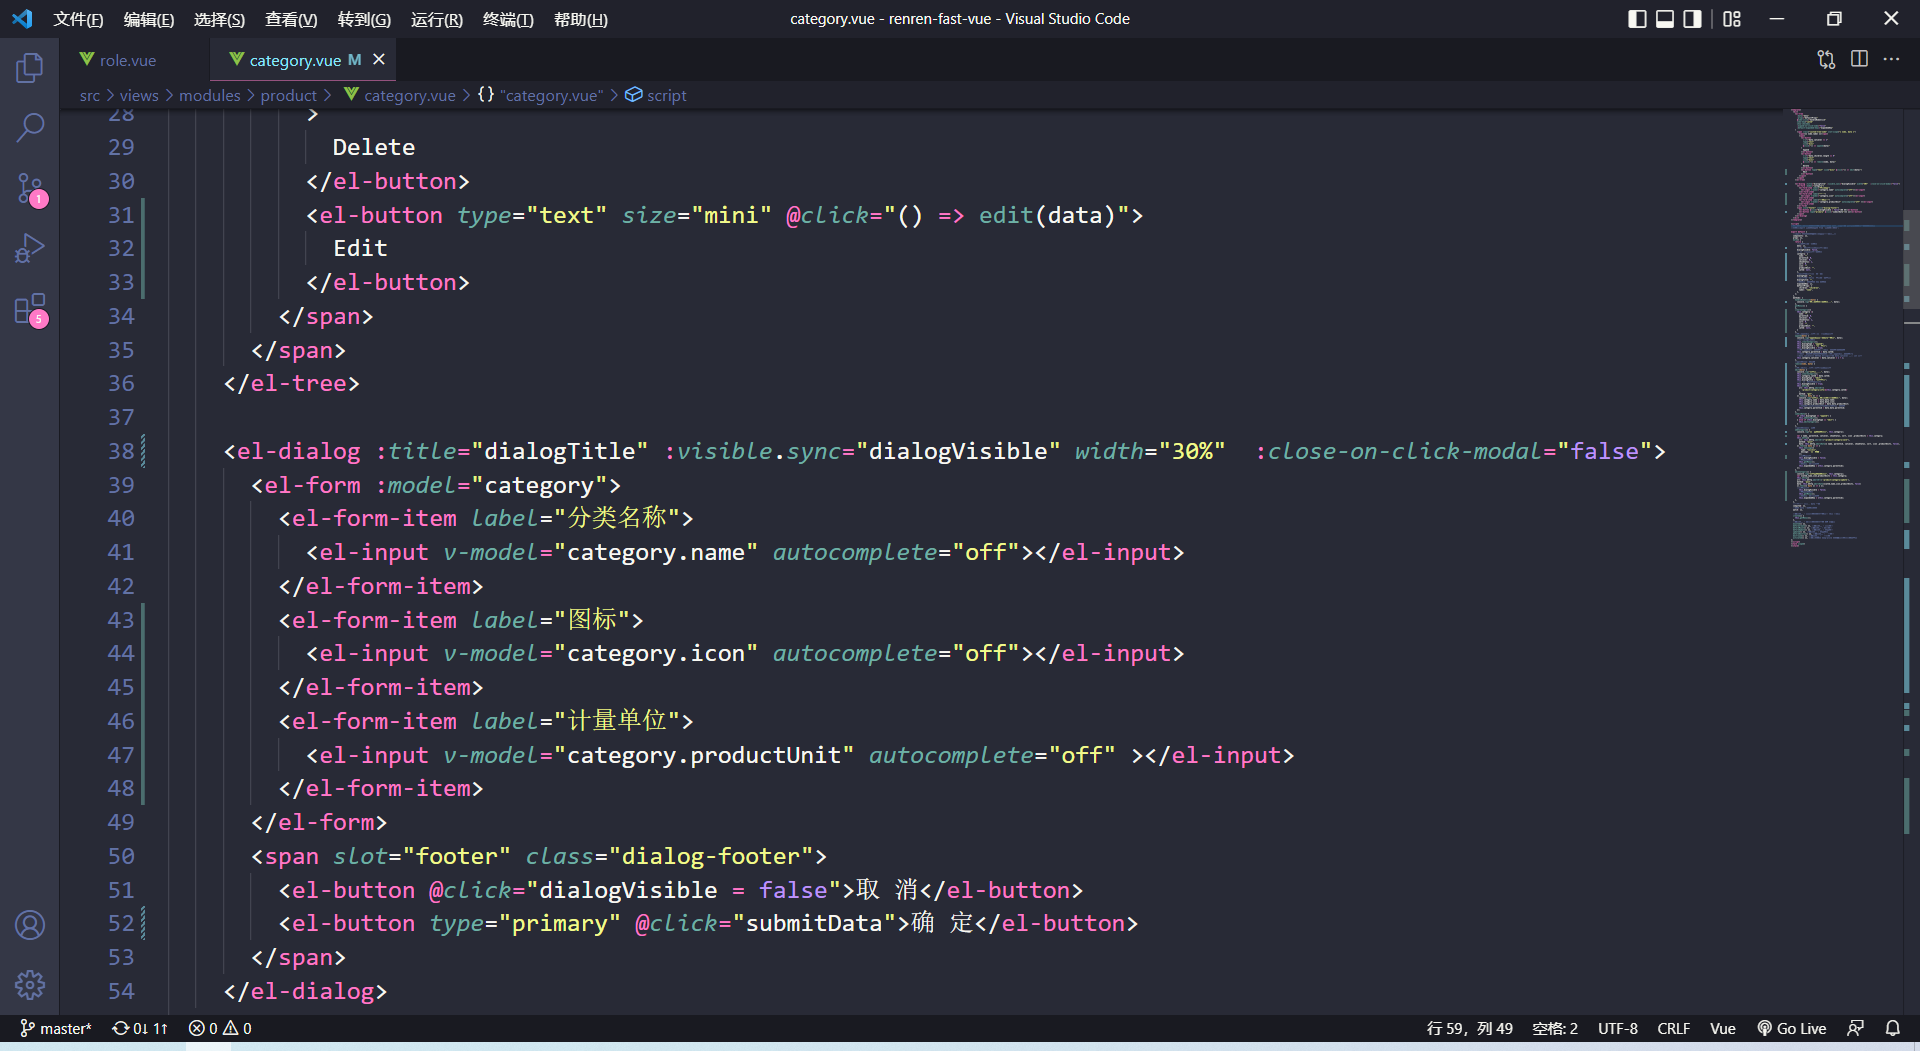 文件(F) 编辑(E) 选择(S) 查看(V) 转到(G) 运行(R) 终端(T) 帮助(H)
category.vue - renren-fast-vue - Visual Studio Code
role.vue
category.vue M
src > views > modules > product > category.vue > {} "category.vue" > script
28 >
29 Delete
30 </el-button>
31 <el-button type="text" size="mini" @click="() => edit(data)">
32 Edit
33 </el-button>
34 </span>
35 </span>
36 </el-tree>
37
38 <el-dialog :title="dialogTitle" :visible.sync="dialogVisible" width="30%"  :close-on-click-modal="false">
39 <el-form :model="category">
40 <el-form-item label="分类名称">
41 <el-input v-model="category.name" autocomplete="off"></el-input>
42 </el-form-item>
43 <el-form-item label="图标">
44 <el-input v-model="category.icon" autocomplete="off"></el-input>
45 </el-form-item>
46 <el-form-item label="计量单位">
47 <el-input v-model="category.productUnit" autocomplete="off" ></el-input>
48 </el-form-item>
49 </el-form>
50 <span slot="footer" class="dialog-footer">
51 <el-button @click="dialogVisible = false">取 消</el-button>
52 <el-button type="primary" @click="submitData">确 定</el-button>
53 </span>
54 </el-dialog>
1
5
master* 0↓ 1↑ 0 0
行 59，列 49 空格: 2 UTF-8 CRLF Vue Go Live